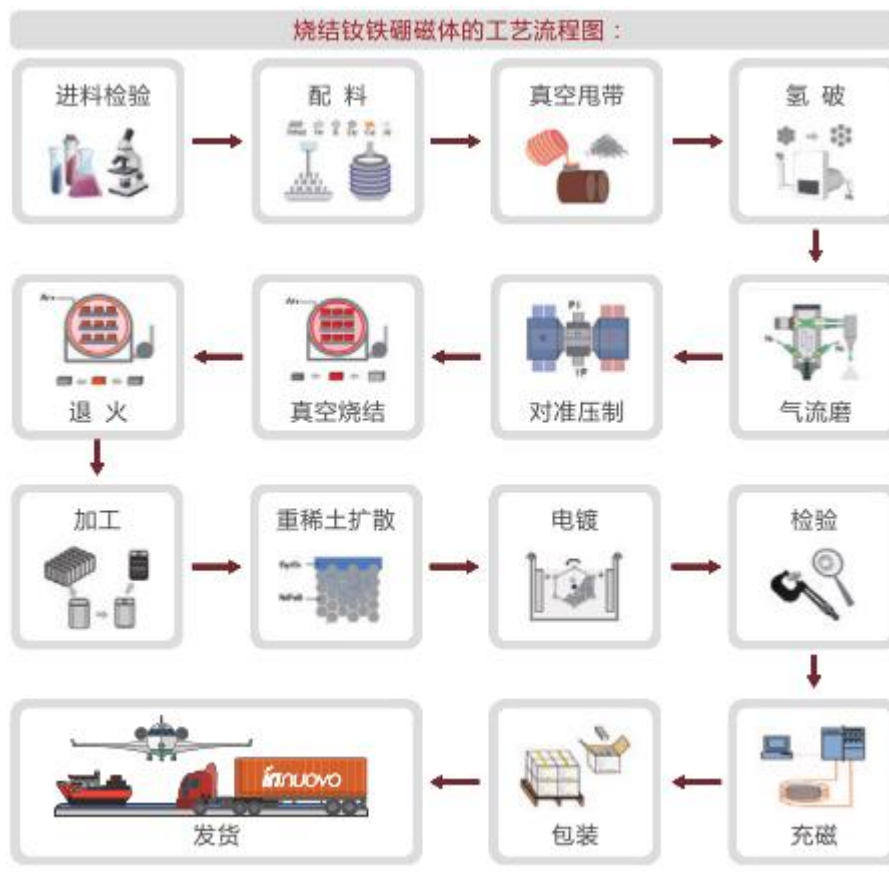 烧结钕铁硼磁体的工艺流程图：
进料检验
配 料
真空甩带
氢 破
退 火
真空烧结
对准压制
气流磨
加工
重稀土扩散
电镀
检验
innuovo
发货
包装
充磁